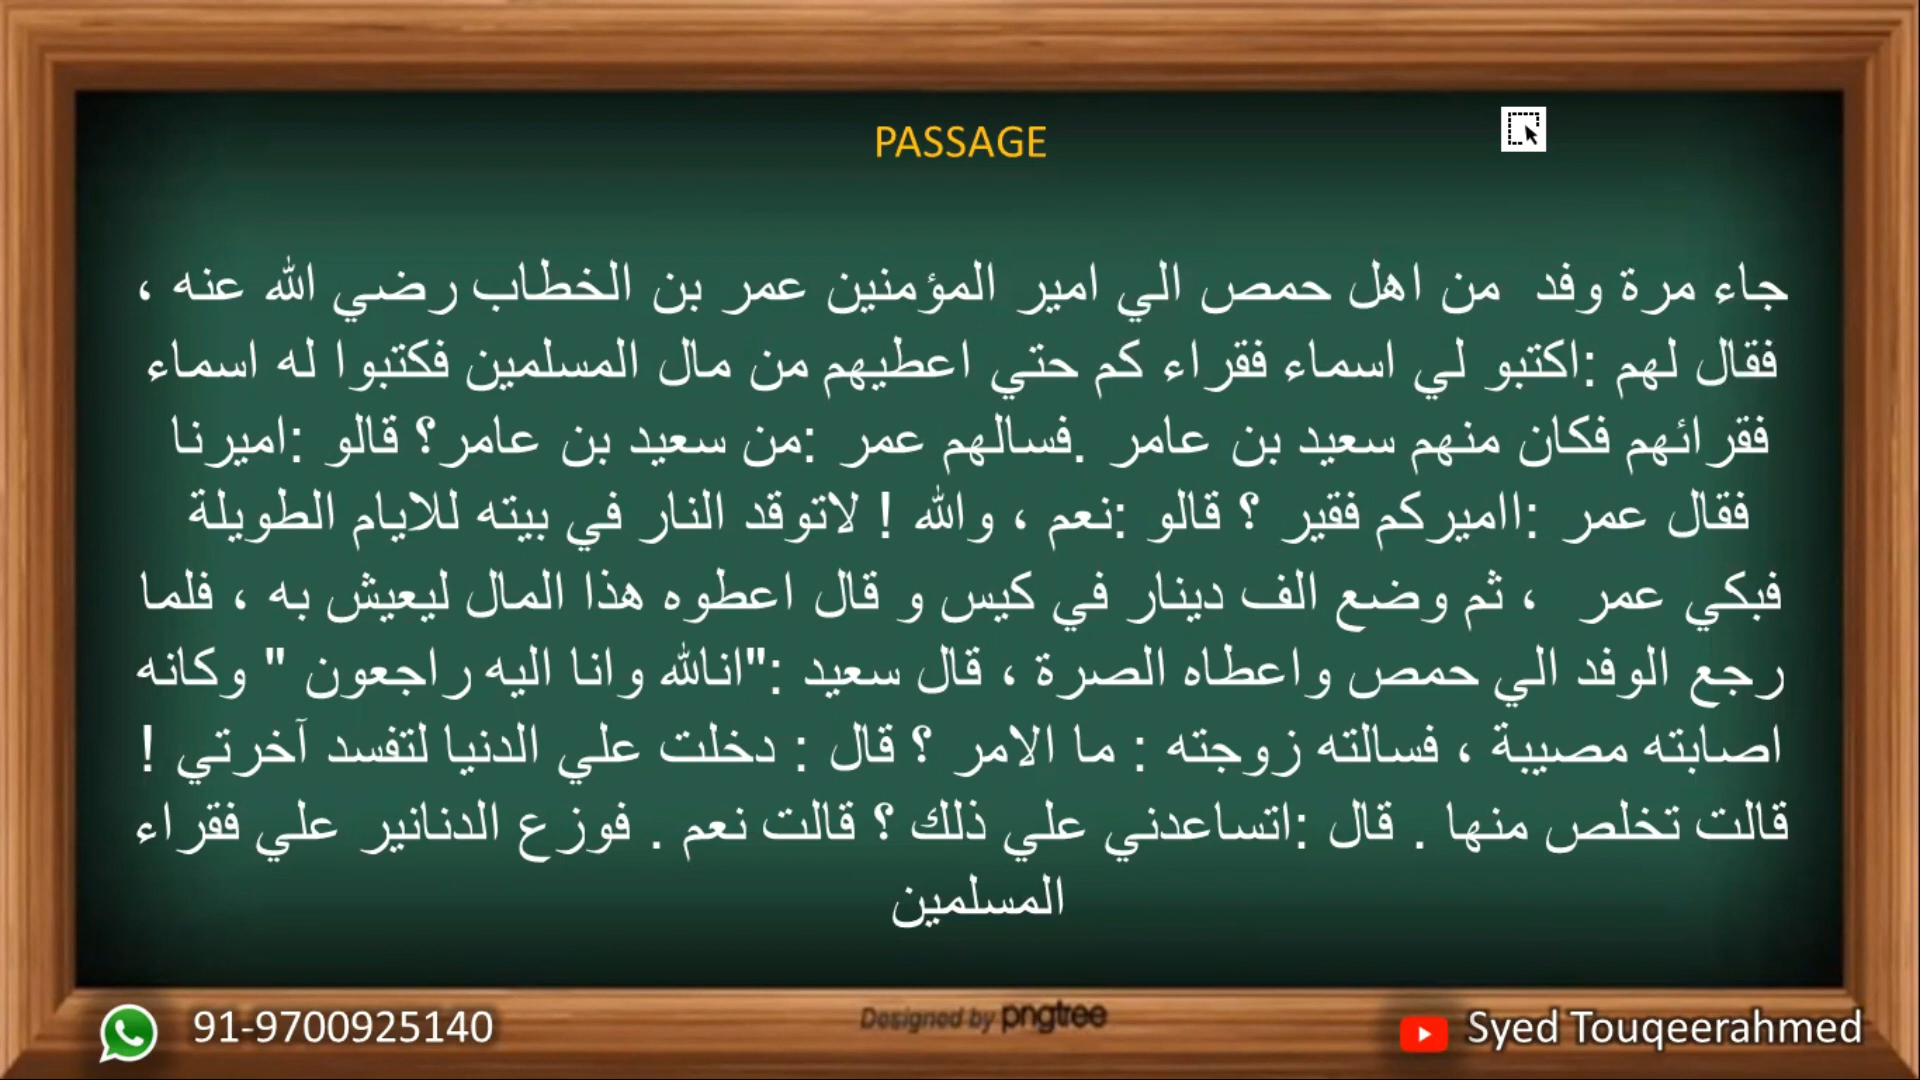 PASSAGE
جاء مرة وفد من اهل حمص الي امير المؤمنين عمر بن الخطاب رضي الله عنه ،
فقال لهم :اكتبو لي اسماء فقراء كم حتي اعطيهم من مال المسلمين فكتبوا له اسماء
فقرائهم فكان منهم سعيد بن عامر .فسالهم عمر :من سعيد بن عامر؟ قالو :اميرنا
فقال عمر :ااميركم فقير ؟ قالو :نعم ، والله ! لاتوقد النار في بيته للايام الطويلة
فبكي عمر ، ثم وضع الف دينار في كيس و قال اعطوه هذا المال ليعيش به ، فلما
رجع الوفد الي حمص واعطاه الصرة ، قال سعيد :"انالله وانا اليه راجعون " وكانه
اصابته مصيبة ، فسالته زوجته : ما الامر ؟ قال : دخلت علي الدنيا لتفسد آخرتي !
قالت تخلص منها . قال :اتساعدني علي ذلك ؟ قالت نعم . فوزع الدنانير علي فقراء
المسلمين
91-9700925140
Designed by pngtree
Syed Touqeerahmed